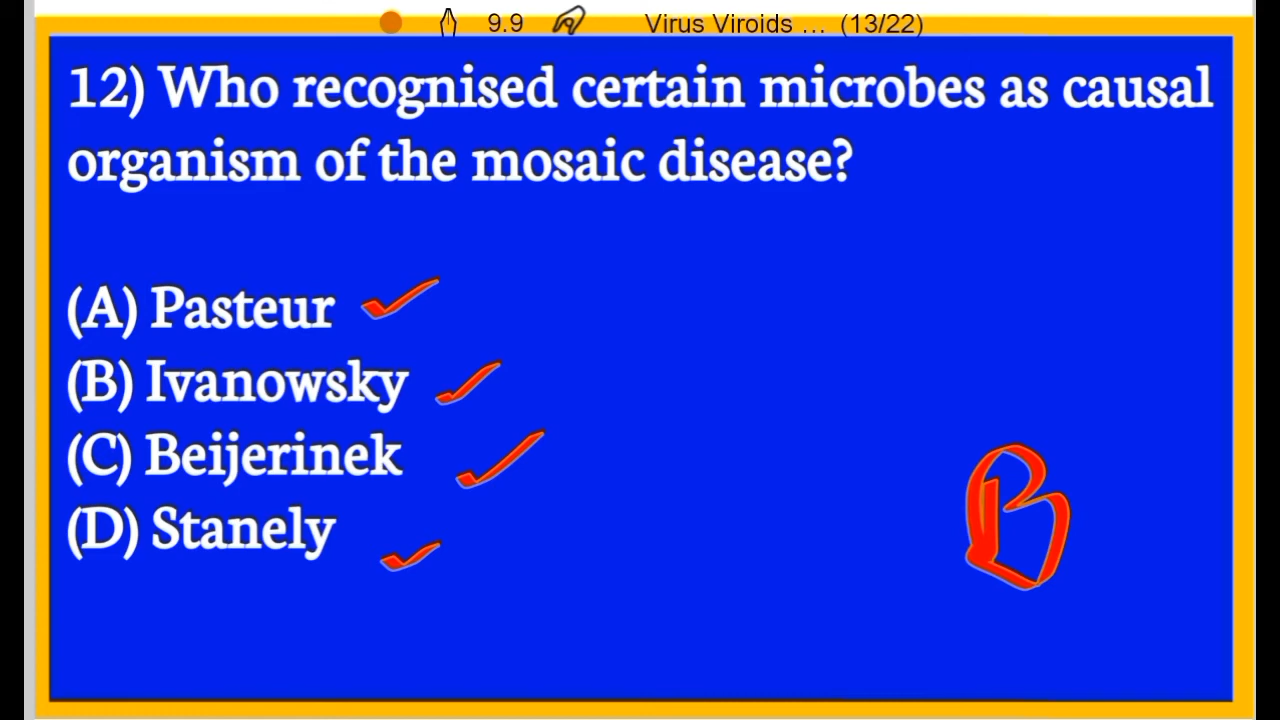 9.9 Virus Viroids ... (13/22)
12) Who recognised certain microbes as causal
organism of the mosaic disease?
(A) Pasteur
(B) Ivanowsky
(C) Beijerinek
(D) Stanely
B